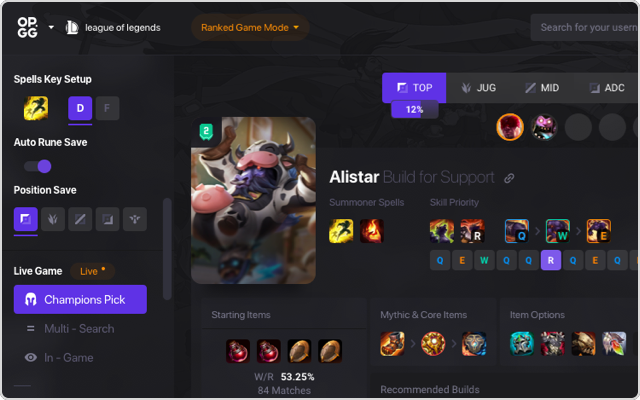 OP.GG
league of legends
Ranked Game Mode
Search for your userna
Spells Key Setup
D
F
Auto Rune Save
Position Save
Live Game
Live
Champions Pick
Multi - Search
In - Game
TOP
JUG
MID
ADC
12%
2
Alistar Build for Support
Summoner Spells
Skill Priority
R
Q
W
E
Q E W Q Q R Q E Q
Starting Items
W/R 53.25%
84 Matches
Mythic & Core Items
Item Options
Recommended Builds